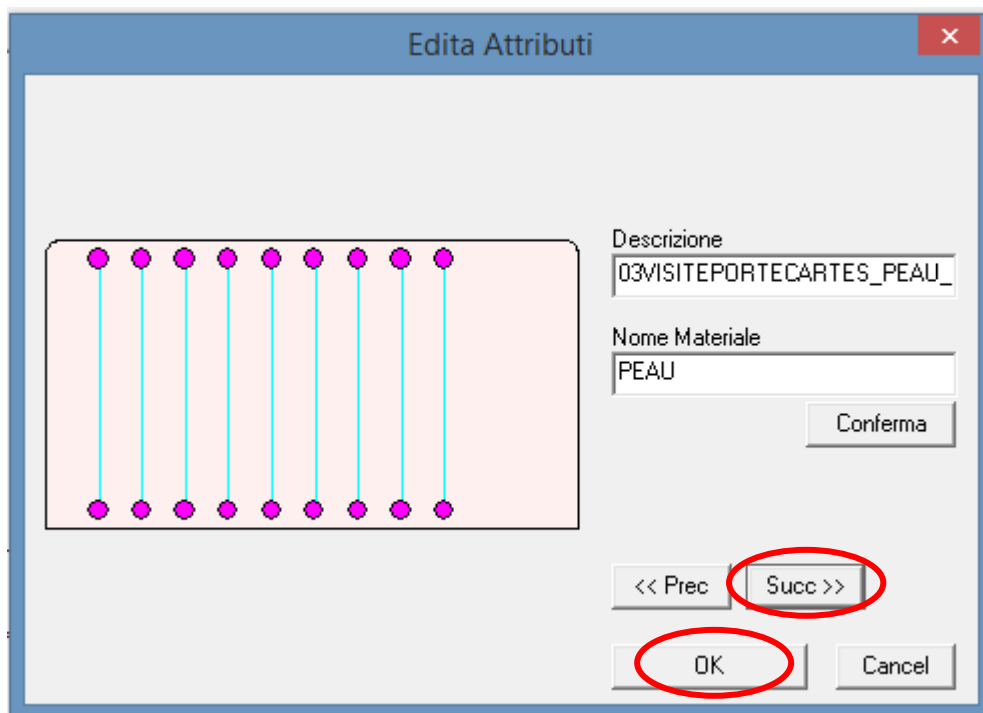 Edita Attributi
Descrizione
03VISITEPORTECARTES_PEAU_
Nome Materiale
PEAU
Conferma
<< Prec
Succ >>
OK
Cancel